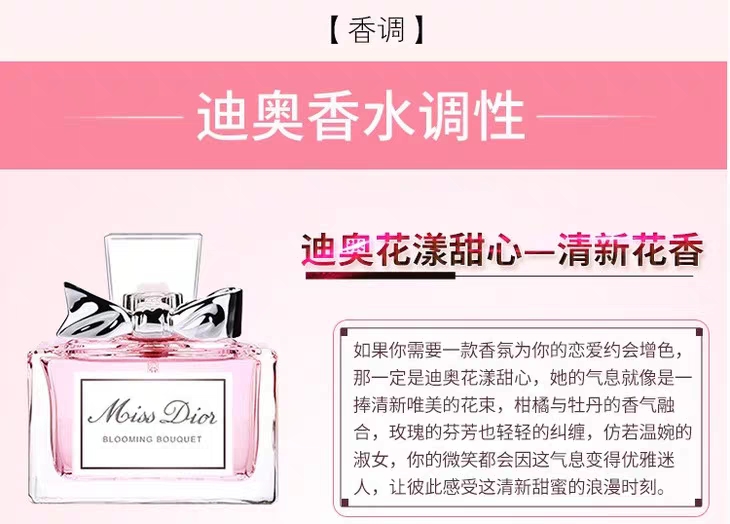 【香调】
迪奥香水调性
迪奥花漾甜心—清新花香
如果你需要一款香氛为你的恋爱约会增色，
那一定是迪奥花漾甜心，她的气息就像是一
捧清新唯美的花束，柑橘与牡丹的香气融
合，玫瑰的芬芳也轻轻的纠缠，仿若温婉的
淑女，你的微笑都会因这气息变得优雅迷
人，让彼此感受这清新甜蜜的浪漫时刻。
Miss Dior
BLOOMING BOUQUET